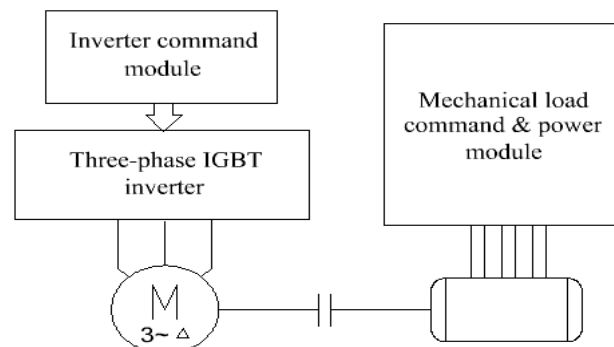 Inverter command
module
Three-phase IGBT
inverter
Mechanical load
command & power
module
M
3~ Δ